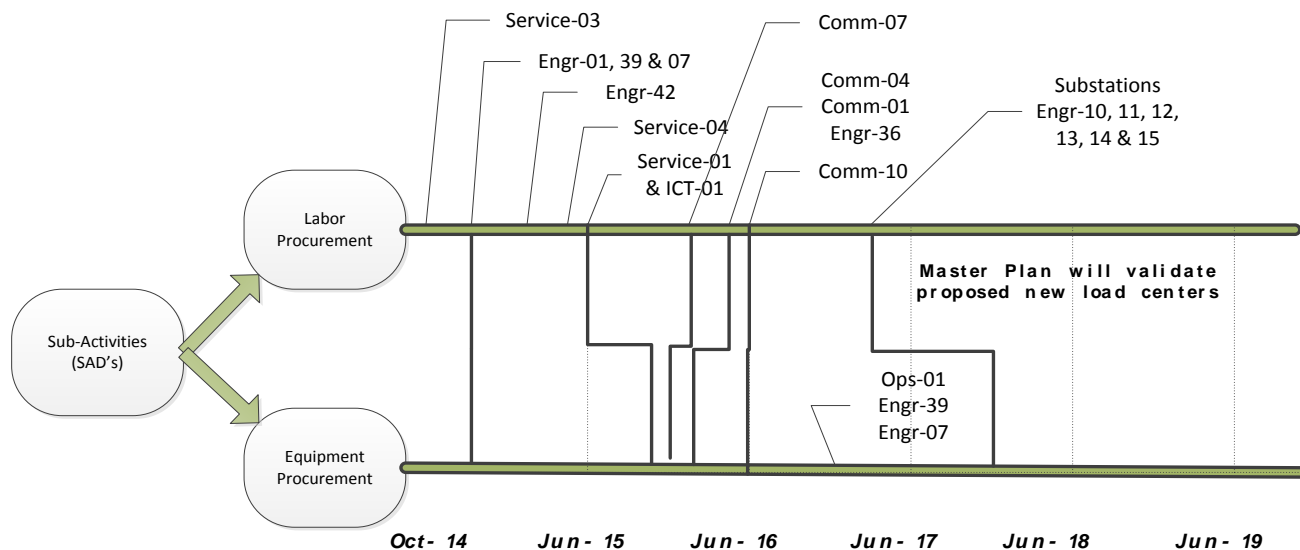 Service-03
Comm-07
Engr-01, 39 & 07
Engr-42
Comm-04
Comm-01
Engr-36
Substations
Engr-10, 11, 12,
13, 14 & 15
Service-04
Service-01
& ICT-01
Comm-10
Labor
Procurement
Master Plan will validate
proposed new load centers
Sub-Activities
(SAD's)
Ops-01
Engr-39
Engr-07
Equipment
Procurement
Oct- 14 Jun- 15 Jun- 16 Jun- 17 Jun- 18 Jun- 19